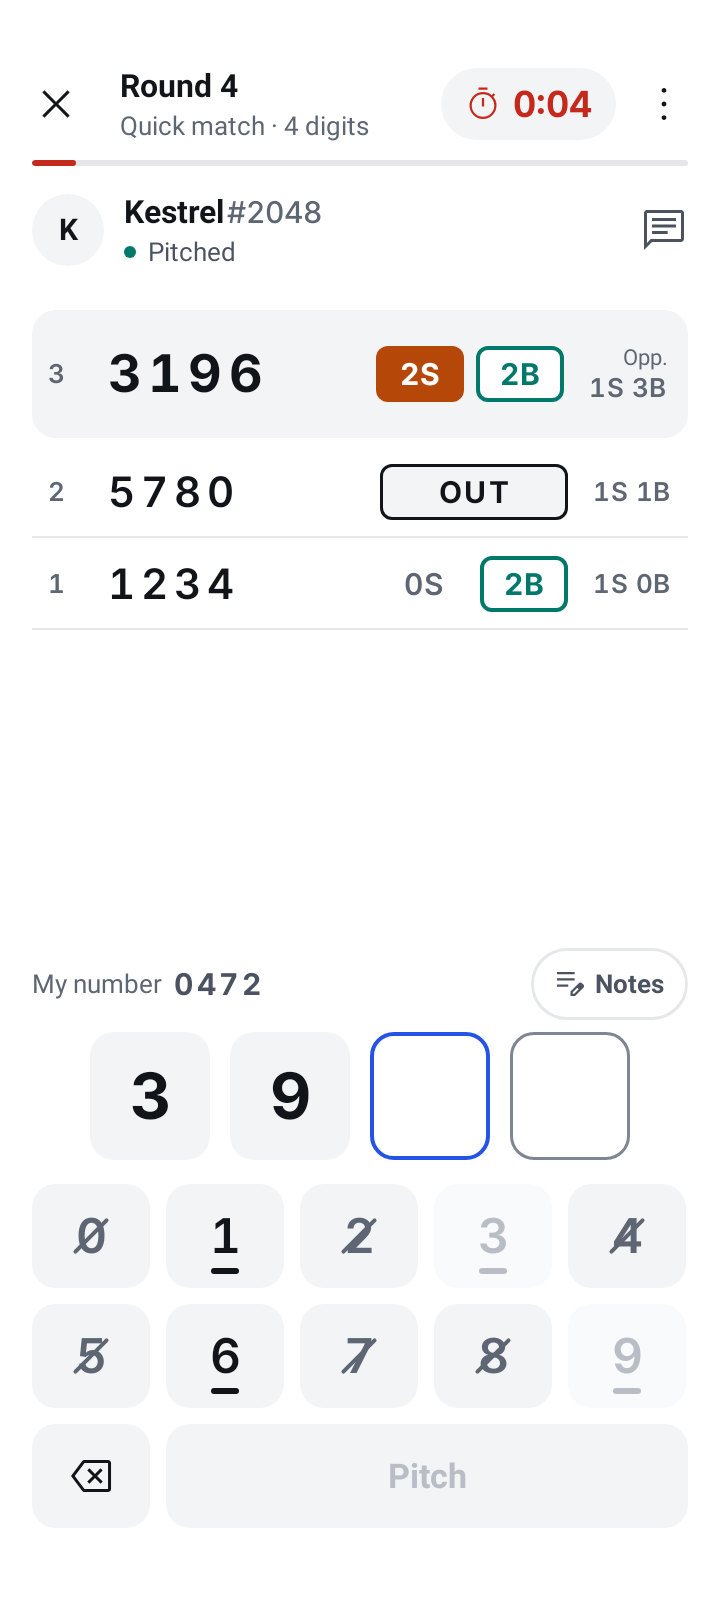 Round 4
Quick match · 4 digits
0:04
K
Kestrel#2048
Pitched
3 3196 2S 2B Opp. 1S 3B
2 5780 OUT 1S 1B
1 1234 0S 2B 1S 0B
My number 0472
Notes
3 9
0 1 2 3 4
5 6 7 8 9
Pitch